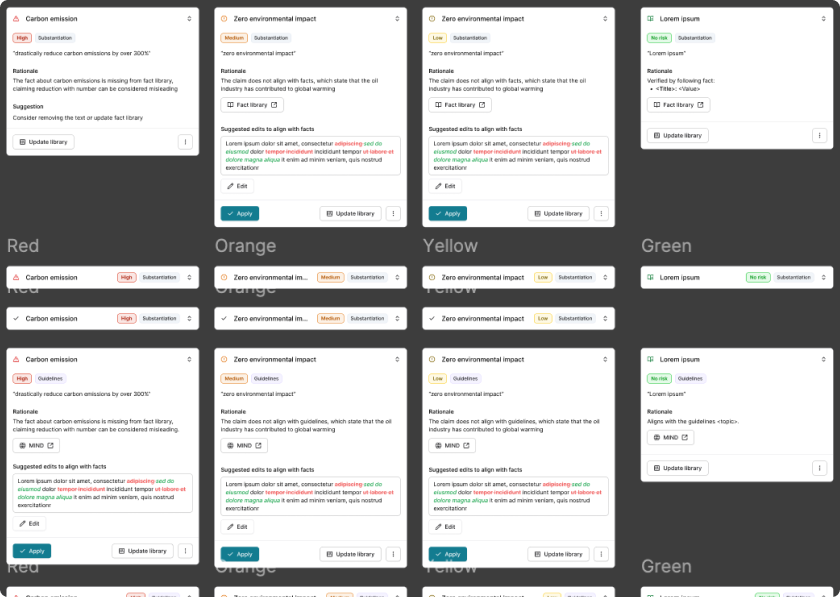 Carbon emission
High Substantiation
"drastically reduce carbon emissions by over 300%"
Rationale
The fact about carbon emissions is missing from fact library,
claiming reduction with number can be considered misleading
Suggestion
Consider removing the text or update fact library
Update library
Zero environmental impact
Medium Substantiation
"zero environmental impact"
Rationale
The claim does not align with facts, which state that the oil
industry has contributed to global warming
Fact library
Suggested edits to align with facts
Lorem ipsum dolor sit amet, consectetur adipiscing sed do
eiusmod dolor tempor incididunt incididunt tempor ut labore et
dolore magna aliqua it enim ad minim veniam, quis nostrud
exercitationr
Edit
Apply Update library
Zero environmental impact
Low Substantiation
"zero environmental impact"
Rationale
The claim does not align with facts, which state that the oil
industry has contributed to global warming
Fact library
Suggested edits to align with facts
Lorem ipsum dolor sit amet, consectetur adipiscing sed do
eiusmod dolor tempor incididunt incididunt tempor ut labore et
dolore magna aliqua it enim ad minim veniam, quis nostrud
exercitationr
Edit
Apply Update library
Lorem ipsum
No risk Substantiation
"Lorem ipsum"
Rationale
Verified by following fact:
• <Title>: <Value>
Fact library
Update library
Red Orange Yellow Green
Carbon emission High Substantiation
Zero environmental im... Medium Substantiation
Zero environmental impact Low Substantiation
Lorem ipsum No risk Substantiation
Red Orange Yellow
Carbon emission High Substantiation
Zero environmental im... Medium Substantiation
Zero environmental impact Low Substantiation
Carbon emission
High Guidelines
"drastically reduce carbon emissions by over 300%"
Rationale
The fact about carbon emissions is missing from fact library,
claiming reduction with number can be considered misleading.
MIND
Suggested edits to align with facts
Lorem ipsum dolor sit amet, consectetur adipiscing sed do
eiusmod dolor tempor incididunt incididunt tempor ut labore et
dolore magna aliqua it enim ad minim veniam, quis nostrud
exercitationr
Edit
Apply Update library
Zero environmental impact
Medium Guidelines
"zero environmental impact"
Rationale
The claim does not align with guidelines, which state that the oil
industry has contributed to global warming
MIND
Suggested edits to align with facts
Lorem ipsum dolor sit amet, consectetur adipiscing sed do
eiusmod dolor tempor incididunt incididunt tempor ut labore et
dolore magna aliqua it enim ad minim veniam, quis nostrud
exercitationr
Edit
Apply Update library
Zero environmental impact
Low Guidelines
"zero environmental impact"
Rationale
The claim does not align with guidelines, which state that the oil
industry has contributed to global warming
MIND
Suggested edits to align with facts
Lorem ipsum dolor sit amet, consectetur adipiscing sed do
eiusmod dolor tempor incididunt incididunt tempor ut labore et
dolore magna aliqua it enim ad minim veniam, quis nostrud
exercitationr
Edit
Apply Update library
Lorem ipsum
No risk Guidelines
"Lorem ipsum"
Rationale
Aligns with the guidelines <topic>.
MIND
Update library
Red Orange Yellow Green